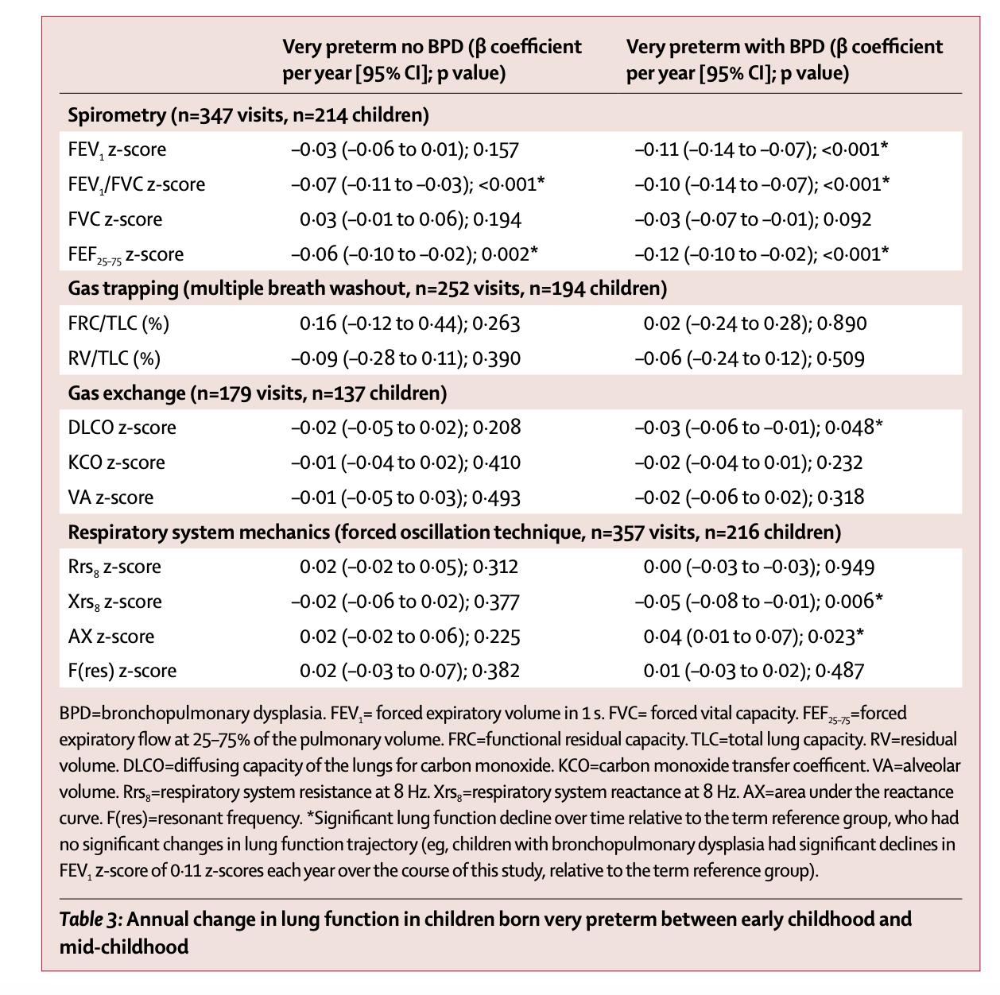 Very preterm no BPD (β coefficient per year [95% CI]; p value) Very preterm with BPD (β coefficient per year [95% CI]; p value)
Spirometry (n=347 visits, n=214 children)
FEV₁ z-score –0·03 (–0·06 to 0·01); 0·157 –0·11 (–0·14 to –0·07); <0·001*
FEV₁/FVC z-score –0·07 (–0·11 to –0·03); <0·001* –0·10 (–0·14 to –0·07); <0·001*
FVC z-score 0·03 (–0·01 to 0·06); 0·194 –0·03 (–0·07 to –0·01); 0·092
FEF₂₅₋₇₅ z-score –0·06 (–0·10 to –0·02); 0·002* –0·12 (–0·10 to –0·02); <0·001*
Gas trapping (multiple breath washout, n=252 visits, n=194 children)
FRC/TLC (%) 0·16 (–0·12 to 0·44); 0·263 0·02 (–0·24 to 0·28); 0·890
RV/TLC (%) –0·09 (–0·28 to 0·11); 0·390 –0·06 (–0·24 to 0·12); 0·509
Gas exchange (n=179 visits, n=137 children)
DLCO z-score –0·02 (–0·05 to 0·02); 0·208 –0·03 (–0·06 to –0·01); 0·048*
KCO z-score –0·01 (–0·04 to 0·02); 0·410 –0·02 (–0·04 to 0·01); 0·232
VA z-score –0·01 (–0·05 to 0·03); 0·493 –0·02 (–0·06 to 0·02); 0·318
Respiratory system mechanics (forced oscillation technique, n=357 visits, n=216 children)
Rrs₈ z-score 0·02 (–0·02 to 0·05); 0·312 0·00 (–0·03 to –0·03); 0·949
Xrs₈ z-score –0·02 (–0·06 to 0·02); 0·377 –0·05 (–0·08 to –0·01); 0·006*
AX z-score 0·02 (–0·02 to 0·06); 0·225 0·04 (0·01 to 0·07); 0·023*
F(res) z-score 0·02 (–0·03 to 0·07); 0·382 0·01 (–0·03 to 0·02); 0·487
BPD=bronchopulmonary dysplasia. FEV₁= forced expiratory volume in 1 s. FVC= forced vital capacity. FEF₂₅₋₇₅=forced
expiratory flow at 25–75% of the pulmonary volume. FRC=functional residual capacity. TLC=total lung capacity. RV=residual
volume. DLCO=diffusing capacity of the lungs for carbon monoxide. KCO=carbon monoxide transfer coefficent. VA=alveolar
volume. Rrs₈=respiratory system resistance at 8 Hz. Xrs₈=respiratory system reactance at 8 Hz. AX=area under the reactance
curve. F(res)=resonant frequency. *Significant lung function decline over time relative to the term reference group, who had
no significant changes in lung function trajectory (eg, children with bronchopulmonary dysplasia had significant declines in
FEV₁ z-score of 0·11 z-scores each year over the course of this study, relative to the term reference group).
Table 3: Annual change in lung function in children born very preterm between early childhood and
mid-childhood